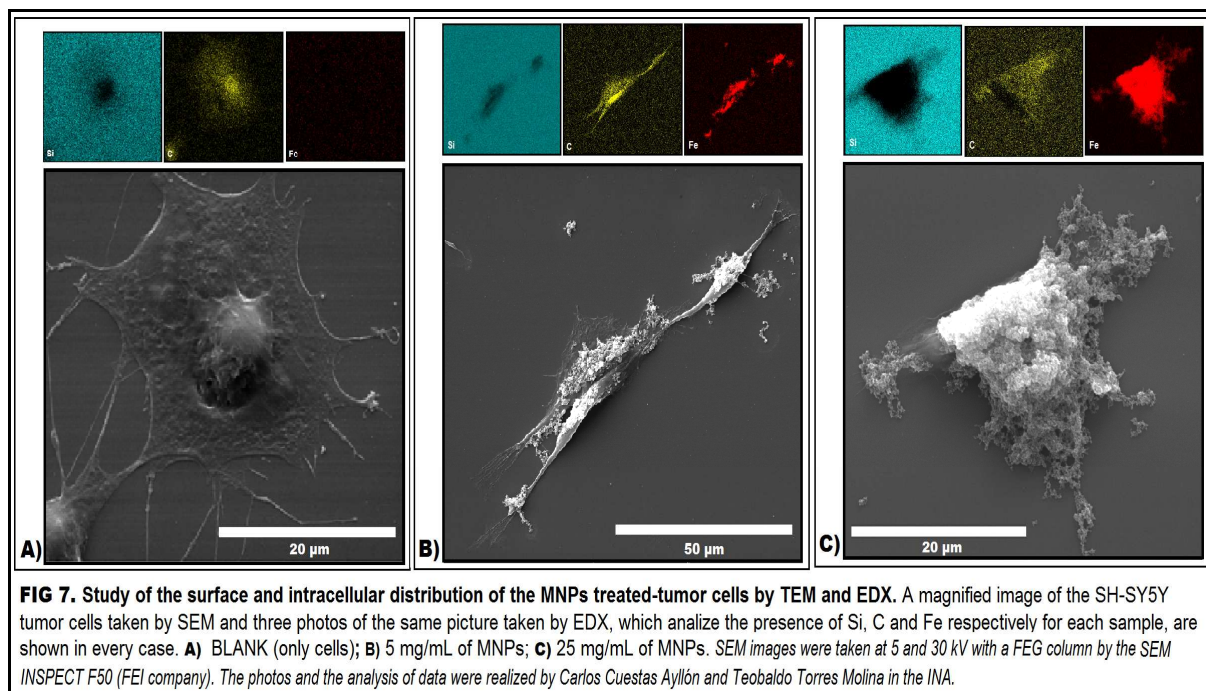 Si C Fe
Si C Fe
Si C Fe
A) 20 µm
B) 50 µm
C) 20 µm
FIG 7. Study of the surface and intracellular distribution of the MNPs treated-tumor cells by TEM and EDX. A magnified image of the SH-SY5Y
tumor cells taken by SEM and three photos of the same picture taken by EDX, which analize the presence of Si, C and Fe respectively for each sample, are
shown in every case. A) BLANK (only cells); B) 5 mg/mL of MNPs; C) 25 mg/mL of MNPs. SEM images were taken at 5 and 30 kV with a FEG column by the SEM
INSPECT F50 (FEI company). The photos and the analysis of data were realized by Carlos Cuestas Ayllón and Teobaldo Torres Molina in the INA.